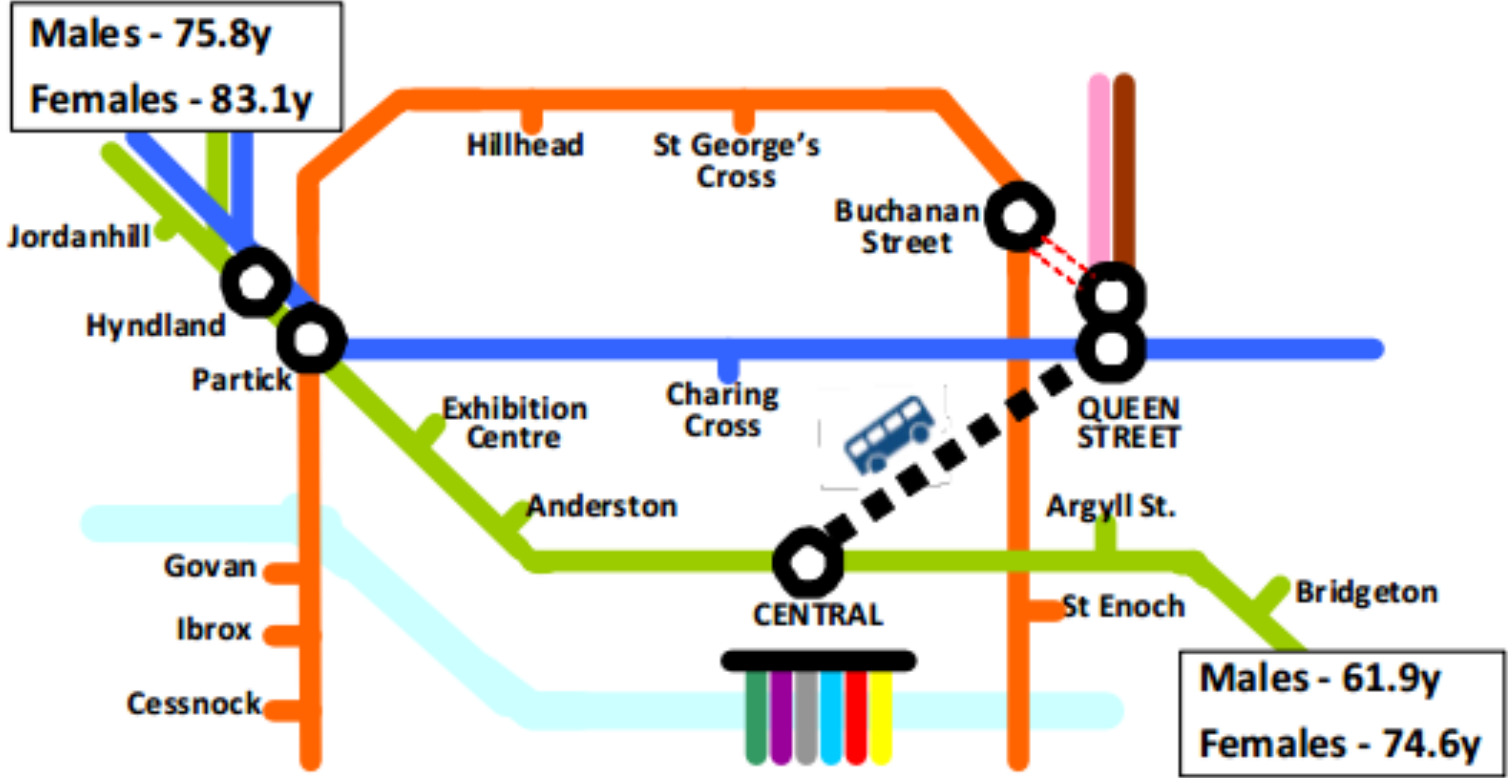 Males - 75.8y
Females - 83.1y
Hillhead
St George's
Cross
Buchanan
Street
Jordanhill
Hyndland
Partick
Exhibition
Centre
Charing
Cross
QUEEN
STREET
Anderston
Argyll St.
Govan
Ibrox
Cessnock
CENTRAL
St Enoch
Bridgeton
Males - 61.9y
Females - 74.6y